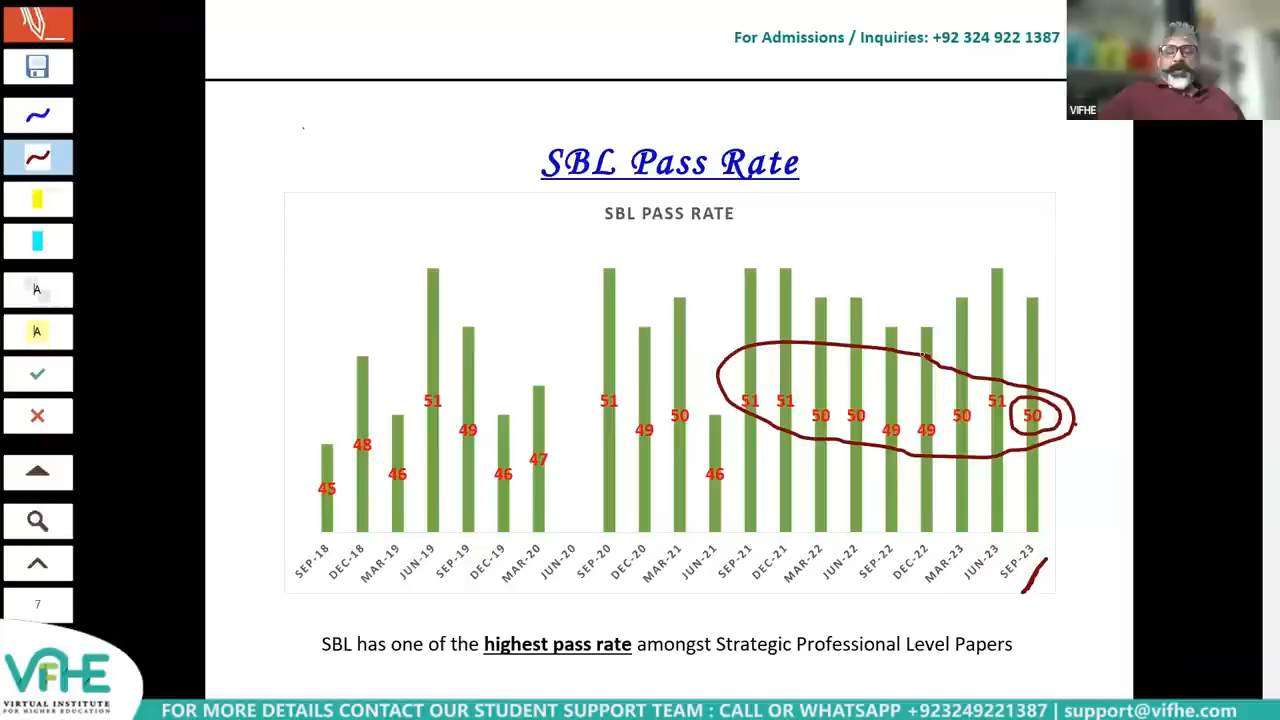 For Admissions / Inquiries: +92 324 922 1387
VIFHE
SBL Pass Rate
SBL PASS RATE
45
48
46
51
49
46
47
51
49
50
46
51
51
50
50
49
49
50
51
50
SEP-18
DEC-18
MAR-19
JUN-19
SEP-19
DEC-19
MAR-20
JUN-20
SEP-20
DEC-20
MAR-21
JUN-21
SEP-21
DEC-21
MAR-22
JUN-22
SEP-22
DEC-22
MAR-23
JUN-23
SEP-23
SBL has one of the highest pass rate amongst Strategic Professional Level Papers
A
A
7
VIFHE
VIRTUAL INSTITUTE
FOR HIGHER EDUCATION
FOR MORE DETAILS CONTACT OUR STUDENT SUPPORT TEAM : CALL OR WHATSAPP +923249221387 | support@vifhe.com